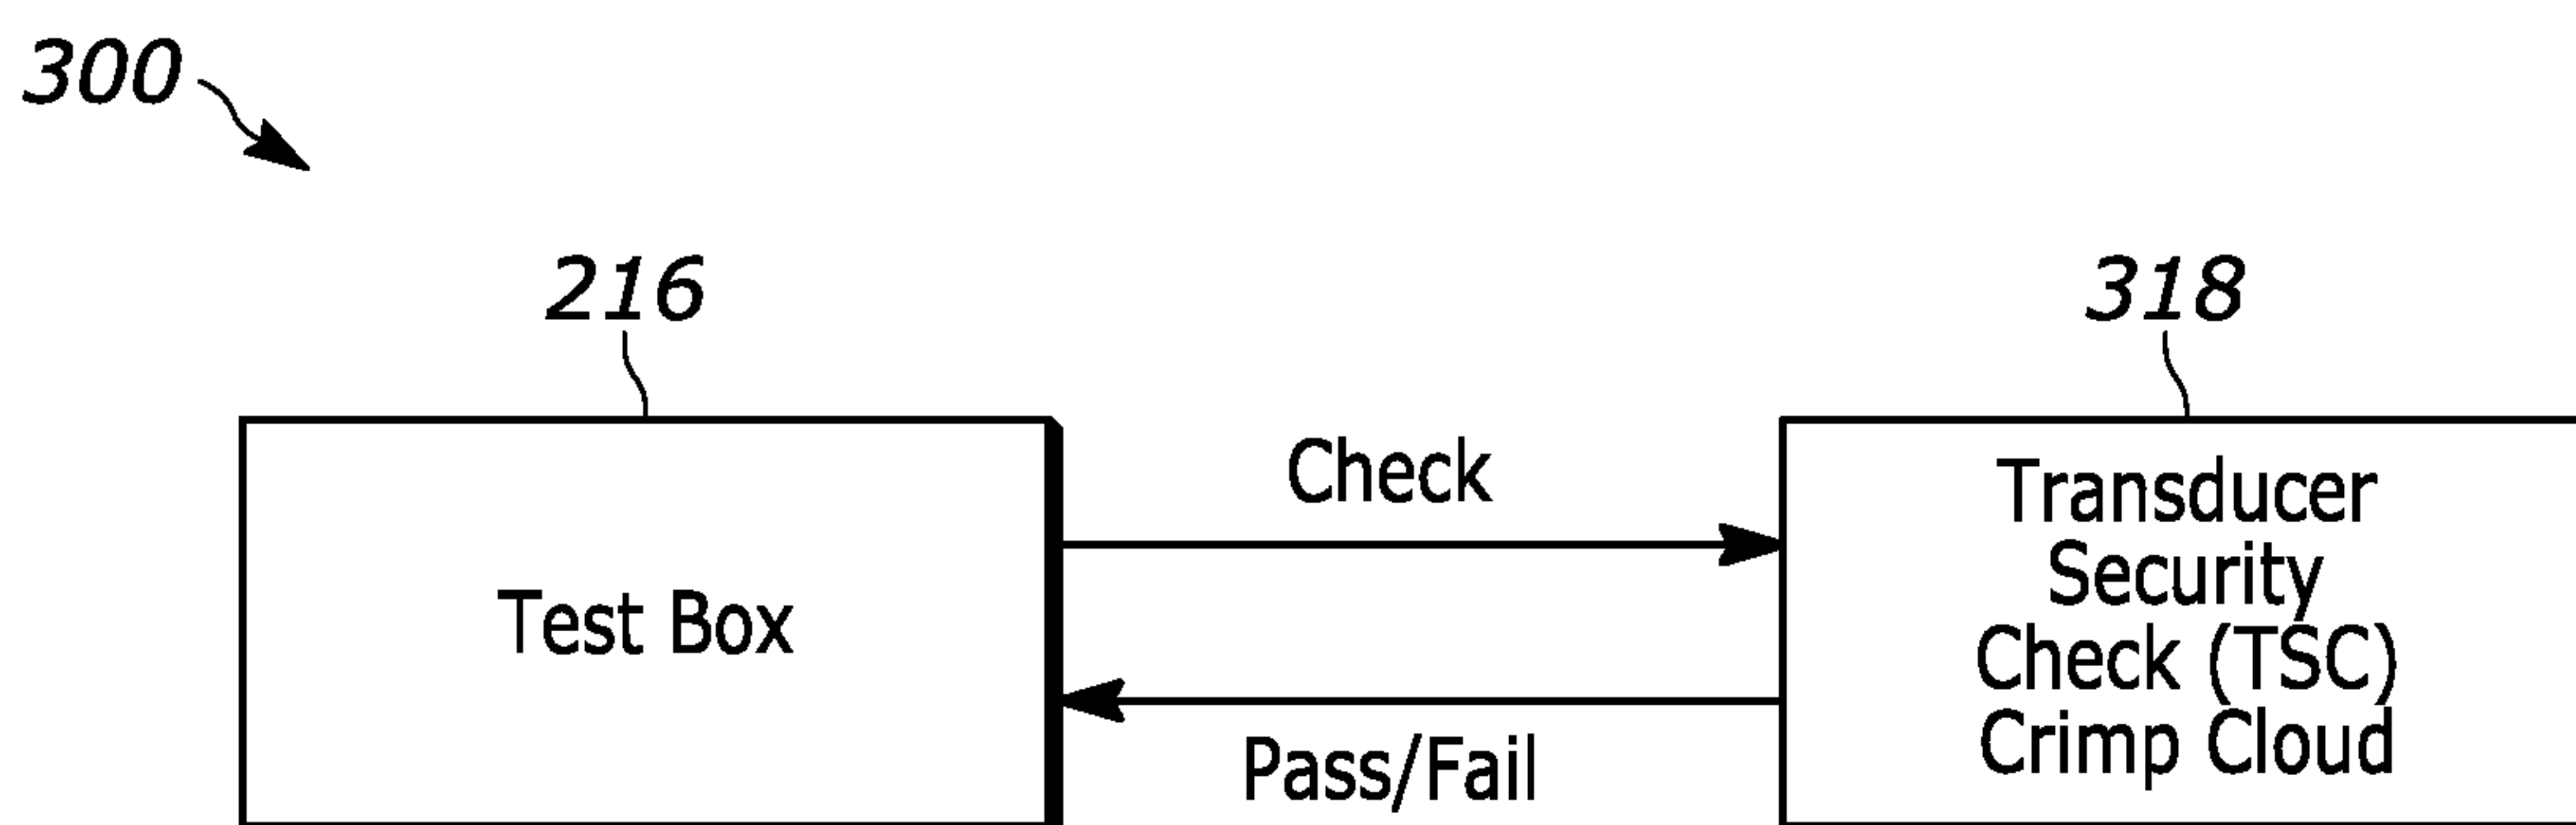 300
216
318
Check
Test Box
Transducer
Security
Check (TSC)
Crimp Cloud
Pass/Fail